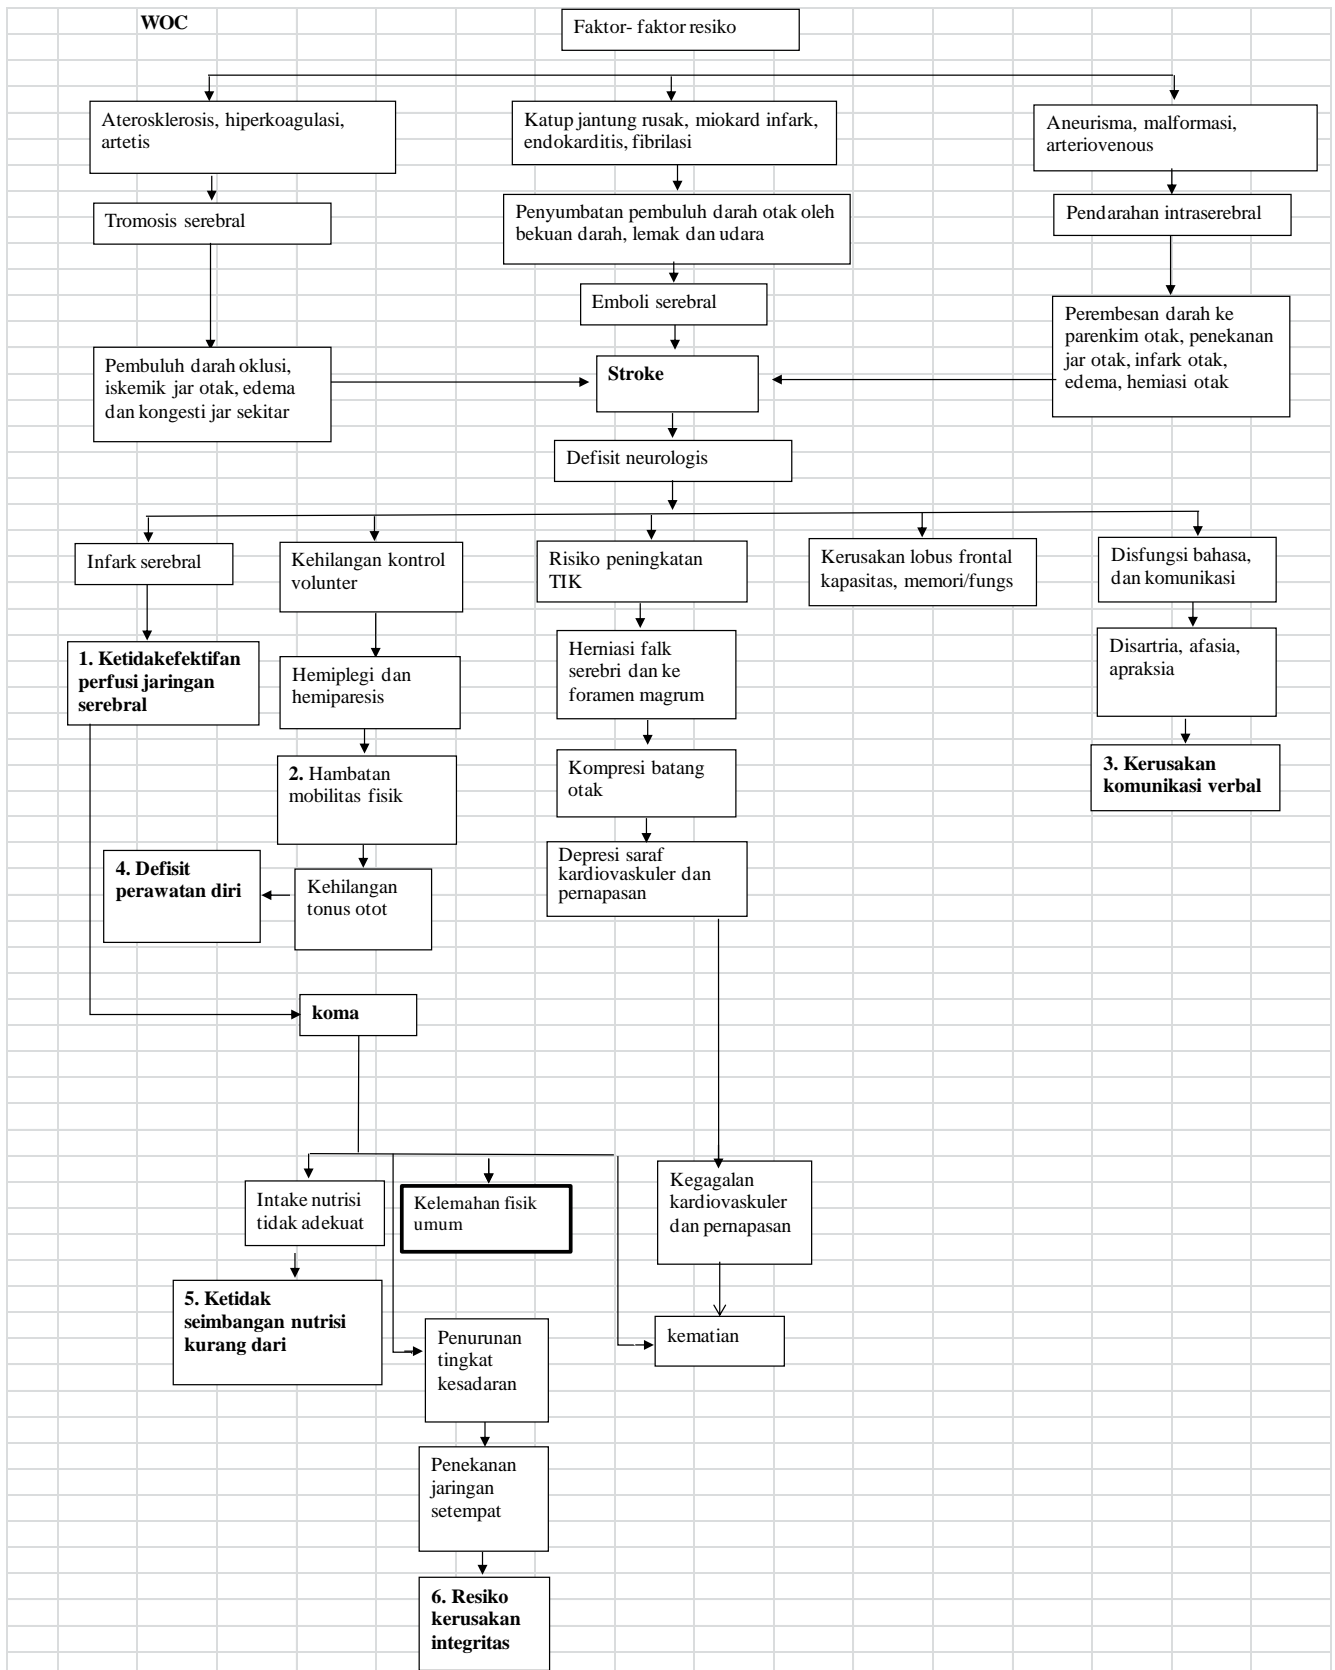 WOC
Faktor- faktor resiko
Aterosklerosis, hiperkoagulasi,
artetis
Katup jantung rusak, miokard infark,
endokarditis, fibrilasi
Aneurisma, malformasi,
arteriovenous
Tromosis serebral
Penyumbatan pembuluh darah otak oleh
bekuan darah, lemak dan udara
Pendarahan intraserebral
Emboli serebral
Pembuluh darah oklusi,
iskemik jar otak, edema
dan kongesti jar sekitar
Stroke
Perembesan darah ke
parenkim otak, penekanan
jar otak, infark otak,
edema, hemiasi otak
Defisit neurologis
Infark serebral
Kehilangan kontrol
volunter
Risiko peningkatan
TIK
Kerusakan lobus frontal
kapasitas, memori/fungs
Disfungsi bahasa,
dan komunikasi
1. Ketidakefektifan
perfusi jaringan
serebral
Hemiplegi dan
hemiparesis
Herniasi falk
serebri dan ke
foramen magrum
Disartria, afasia,
apraksia
2. Hambatan
mobilitas fisik
Kompresi batang
otak
3. Kerusakan
komunikasi verbal
4. Defisit
perawatan diri
Kehilangan
tonus otot
Depresi saraf
kardiovaskuler dan
pernapasan
koma
Intake nutrisi
tidak adekuat
Kelemahan fisik
umum
Kegagalan
kardiovaskuler
dan pernapasan
5. Ketidak
seimbangan nutrisi
kurang dari
Penurunan
tingkat
kesadaran
kematian
Penekanan
jaringan
setempat
6. Resiko
kerusakan
integritas